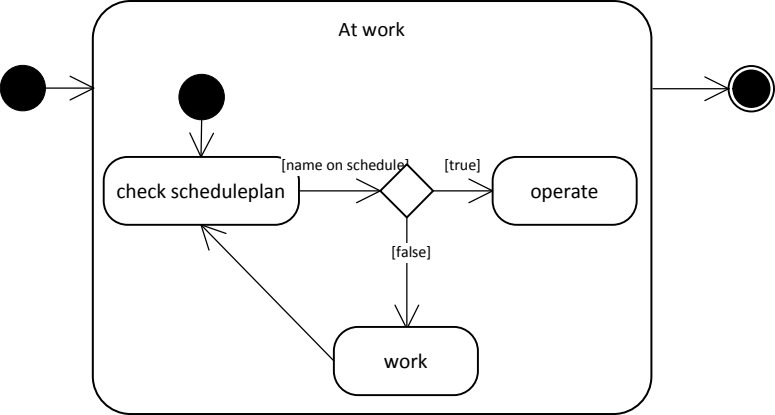 At work
[name on schedule]
[true]
check scheduleplan
operate
[false]
work